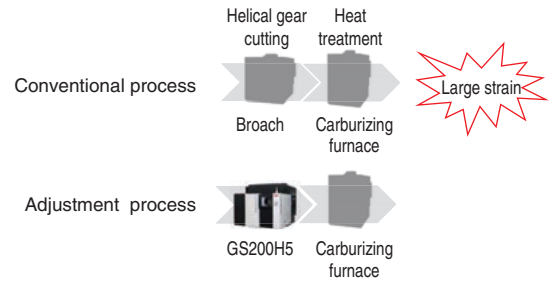 Helical gear
cutting
Heat
treatment
Conventional process
Large strain
Broach
Carburizing
furnace
Adjustment process
GS200H5
Carburizing
furnace